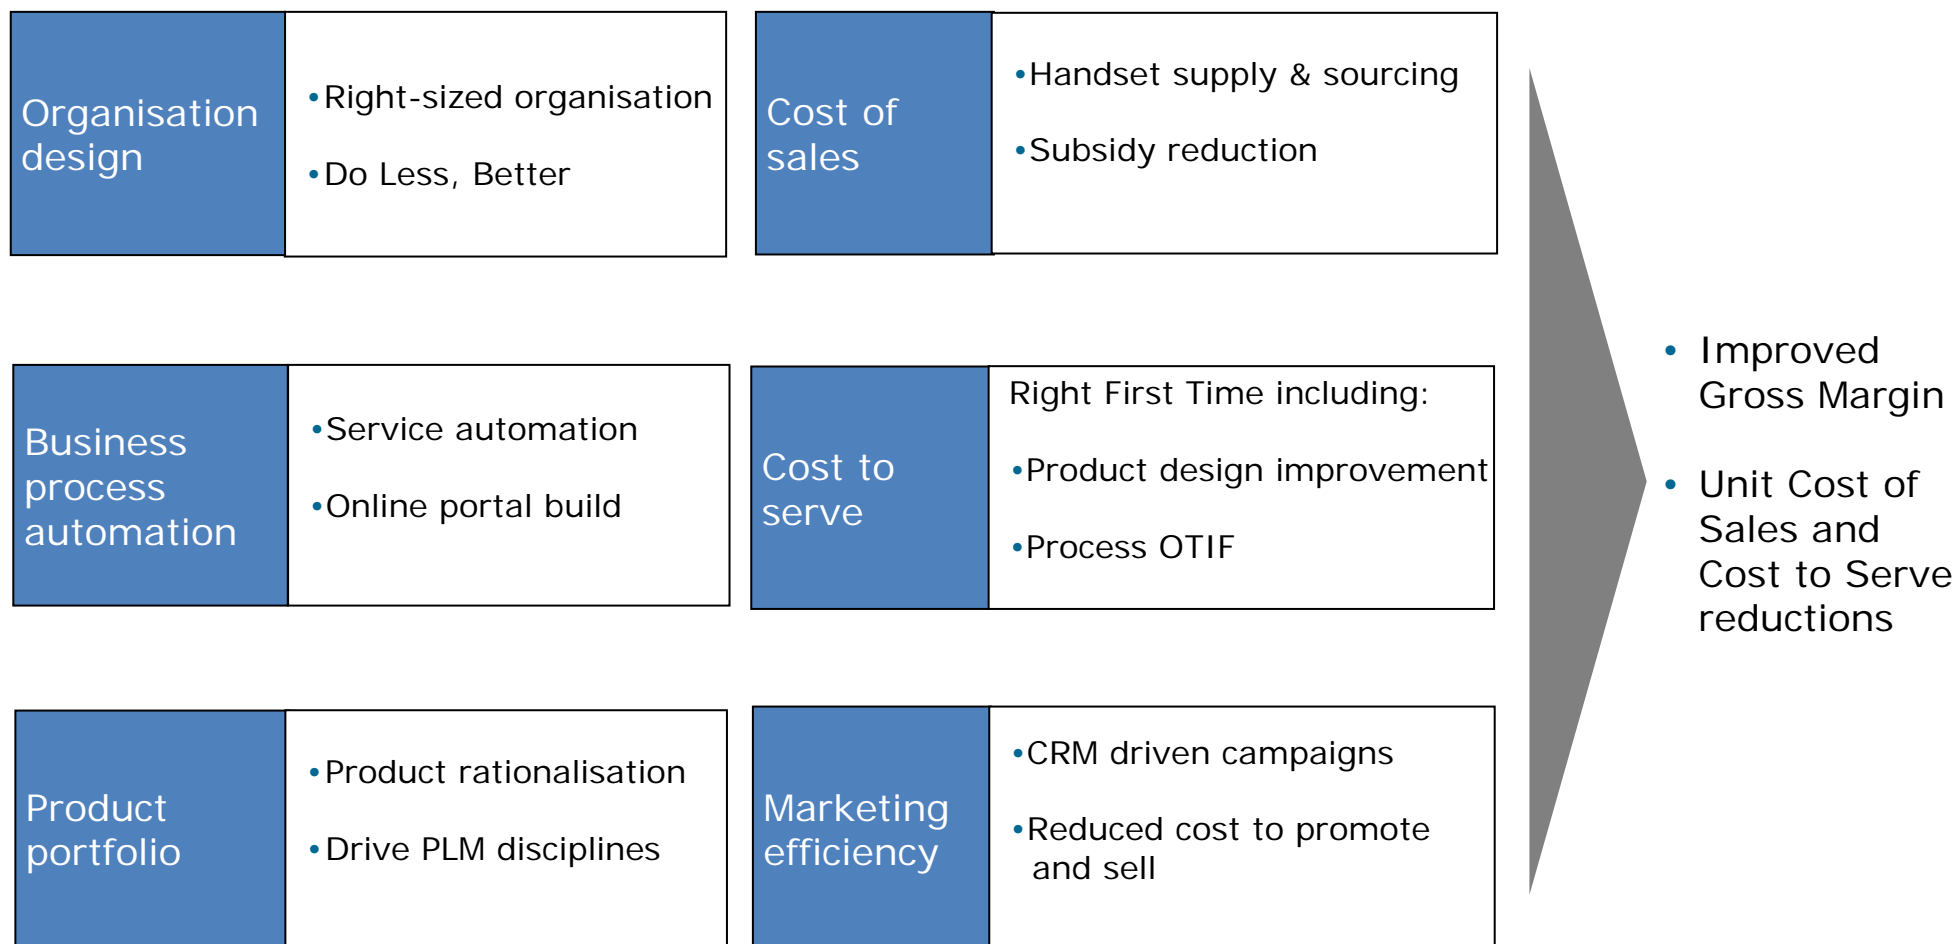 Organisation
design
•Right-sized organisation
•Do Less, Better
Cost of
sales
•Handset supply & sourcing
•Subsidy reduction
Business
process
automation
•Service automation
•Online portal build
Cost to
serve
Right First Time including:
•Product design improvement
•Process OTIF
Product
portfolio
•Product rationalisation
•Drive PLM disciplines
Marketing
efficiency
•CRM driven campaigns
•Reduced cost to promote
and sell
• Improved
Gross Margin
• Unit Cost of
Sales and
Cost to Serve
reductions